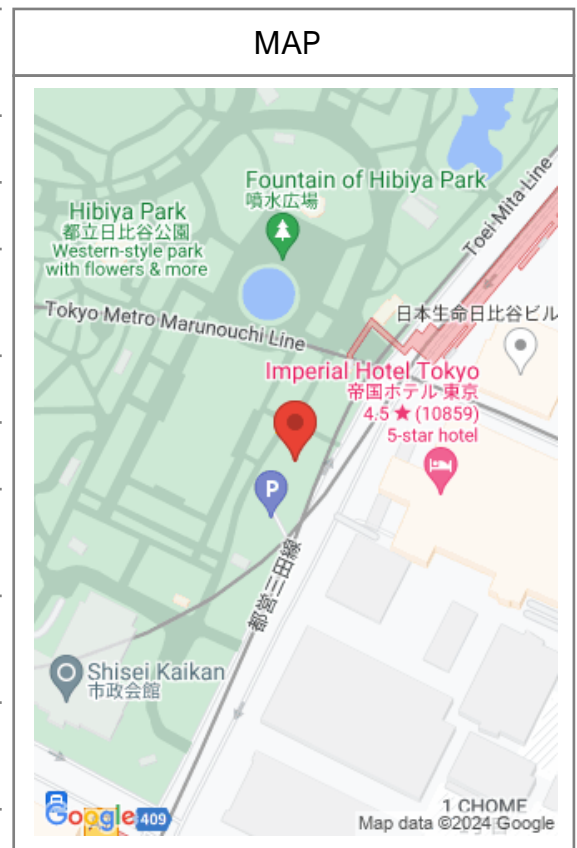 MAP
Fountain of Hibiya Park
噴水広場
Hibiya Park
都立日比谷公園
Western-style park
with flowers & more
Toei Mita Line
Tokyo Metro Marunouchi Line
日本生命日比谷ビル
Imperial Hotel Tokyo
帝国ホテル 東京
4.5 ★ (10859)
5-star hotel
P
都営三田線
Shisei Kaikan
市政会館
1 CHOME
Google
409
Map data ©2024 Google